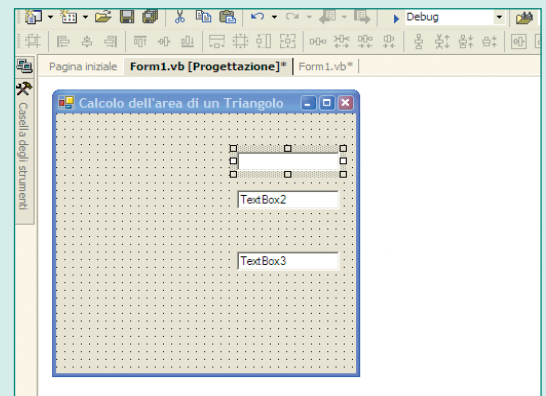 Debug
Pagina iniziale Form1.vb [Progettazione]* Form1.vb*
Casella degli strumenti
Calcolo dell'area di un Triangolo
TextBox2
TextBox3